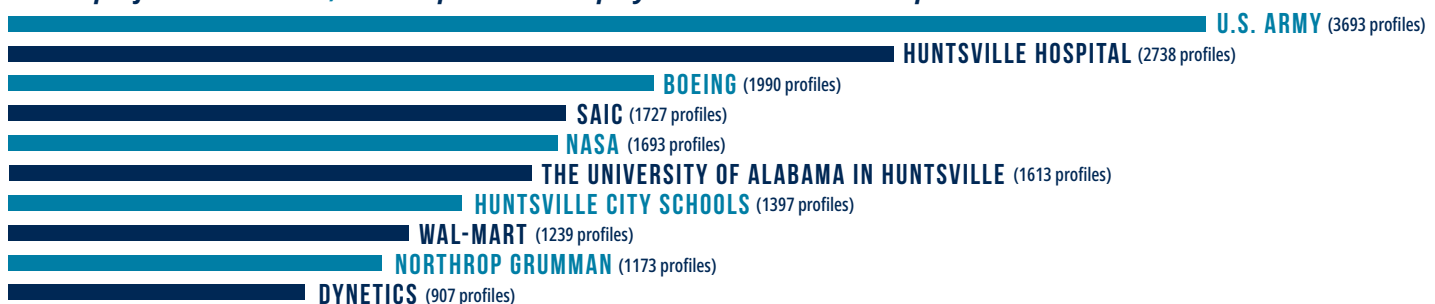 U.S. ARMY (3693 profiles)
HUNTSVILLE HOSPITAL (2738 profiles)
BOEING (1990 profiles)
SAIC (1727 profiles)
NASA (1693 profiles)
THE UNIVERSITY OF ALABAMA IN HUNTSVILLE (1613 profiles)
HUNTSVILLE CITY SCHOOLS (1397 profiles)
WAL-MART (1239 profiles)
NORTHROP GRUMMAN (1173 profiles)
DYNETICS (907 profiles)